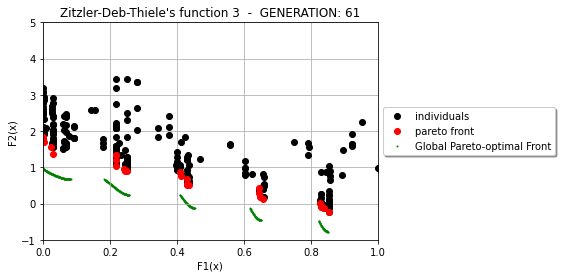 Zitzler-Deb-Thiele's function 3  -  GENERATION: 61
5
4
3
2
1
0
−1
F2(x)
0.0 0.2 0.4 0.6 0.8 1.0
F1(x)
individuals
pareto front
Global Pareto-optimal Front